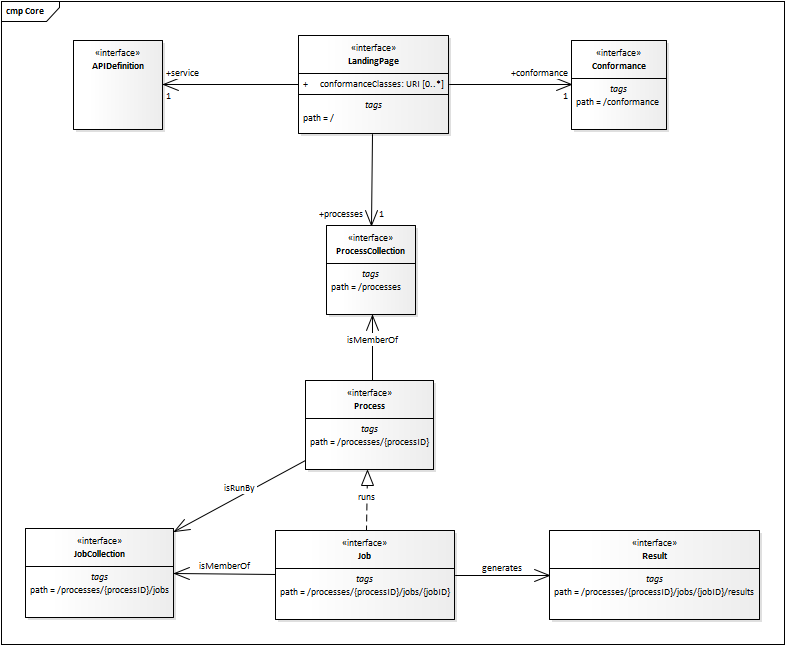 cmp Core
«interface»
APIDefinition
+service
1
«interface»
LandingPage
+ conformanceClasses: URI [0..*]
tags
path = /
+conformance
1
«interface»
Conformance
tags
path = /conformance
+processes
1
«interface»
ProcessCollection
tags
path = /processes
isMemberOf
«interface»
Process
tags
path = /processes/{processID}
isRunBy
runs
«interface»
JobCollection
tags
path = /processes/{processID}/jobs
isMemberOf
«interface»
Job
tags
path = /processes/{processID}/jobs/{jobID}
generates
«interface»
Result
tags
path = /processes/{processID}/jobs/{jobID}/results